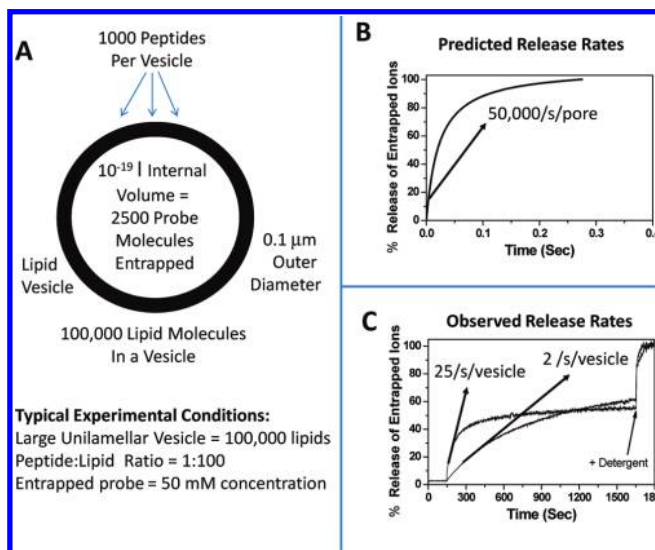 A
1000 Peptides
Per Vesicle
10-19 l Internal
Volume =
2500 Probe
Molecules
Entrapped
Lipid
Vesicle
0.1 µm
Outer
Diameter
100,000 Lipid Molecules
In a Vesicle
Typical Experimental Conditions:
Large Unilamellar Vesicle = 100,000 lipids
Peptide:Lipid Ratio = 1:100
Entrapped probe = 50 mM concentration
B
Predicted Release Rates
% Release of Entrapped Ions
100
80
60
40
20
0
50,000/s/pore
0.0 0.1 0.2 0.3 0.4
Time (Sec)
C
Observed Release Rates
% Release of Entrapped Ions
100
80
60
40
20
0
25/s/vesicle
2 /s/vesicle
+ Detergent
0 300 600 900 1200 1500 1800
Time (Sec)